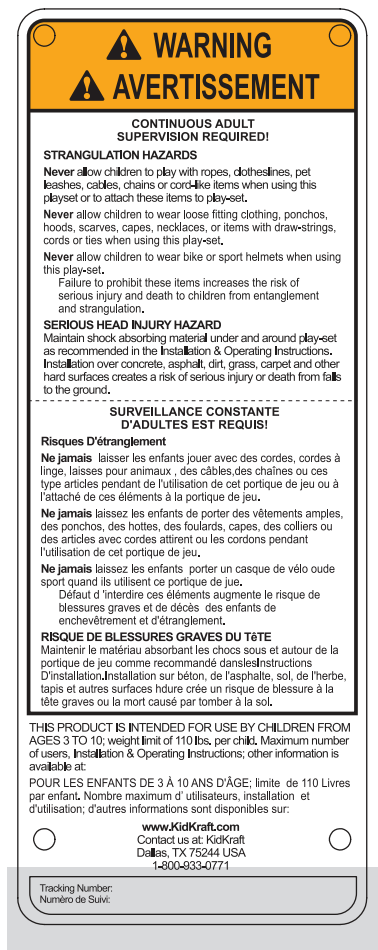 WARNING
AVERTISSEMENT
CONTINUOUS ADULT
SUPERVISION REQUIRED!
STRANGULATION HAZARDS
Never allow children to play with ropes, clotheslines, pet
leashes, cables, chains or cord-like items when using this
playset or to attach these items to play-set.
Never allow children to wear loose fitting clothing, ponchos,
hoods, scarves, capes, necklaces, or items with draw-strings,
cords or ties when using this play-set.
Never allow children to wear bike or sport helmets when using
this play-set.
Failure to prohibit these items increases the risk of
serious injury and death to children from entanglement
and strangulation.
SERIOUS HEAD INJURY HAZARD
Maintain shock absorbing material under and around play-set
as recommended in the Installation & Operating Instructions.
Installation over concrete, asphalt, dirt, grass, carpet and other
hard surfaces creates a risk of serious injury or death from falls
to the ground.
SURVEILLANCE CONSTANTE
D'ADULTES EST REQUIS!
Risques D'étranglement
Ne jamais laisser les enfants jouer avec des cordes, cordes à
linge, laisses pour animaux , des câbles,des chaînes ou ces
type articles pendant de l'utilisation de cet portique de jeu ou à
l'attaché de ces éléments à la portique de jeu.
Ne jamais laissez les enfants de porter des vêtements amples,
des ponchos, des hottes, des foulards, capes, des colliers ou
des articles avec cordes attirent ou les cordons pendant
l'utilisation de cet portique de jeu.
Ne jamais laissez les enfants porter un casque de vélo oude
sport quand ils utilisent ce portique de jue.
Défaut d 'interdire ces éléments augmente le risque de
blessures graves et de décès des enfants de
enchevêtrement et d'étranglement.
RISQUE DE BLESSURES GRAVES DU TêTE
Maintenir le matériau absorbant les chocs sous et autour de la
portique de jeu comme recommandé danslesInstructions
D'installation.Installation sur béton, de l'asphalte, sol, de l'herbe,
tapis et autres surfaces hdure crée un risque de blessure à la
tête graves ou la mort causé par tomber à la sol.
THIS PRODUCT IS INTENDED FOR USE BY CHILDREN FROM
AGES 3 TO 10; weight limit of 110 lbs. per child. Maximum number
of users, Installation & Operating Instructions; other information is
available at:
POUR LES ENFANTS DE 3 À 10 ANS D'ÂGE; limite de 110 Livres
par enfant. Nombre maximum d' utilisateurs, installation et
d'utilisation; d'autres informations sont disponibles sur:
www.KidKraft.com
Contact us at: KidKraft
Dallas, TX 75244 USA
1-800-933-0771
Tracking Number:
Numèro de Suivi: